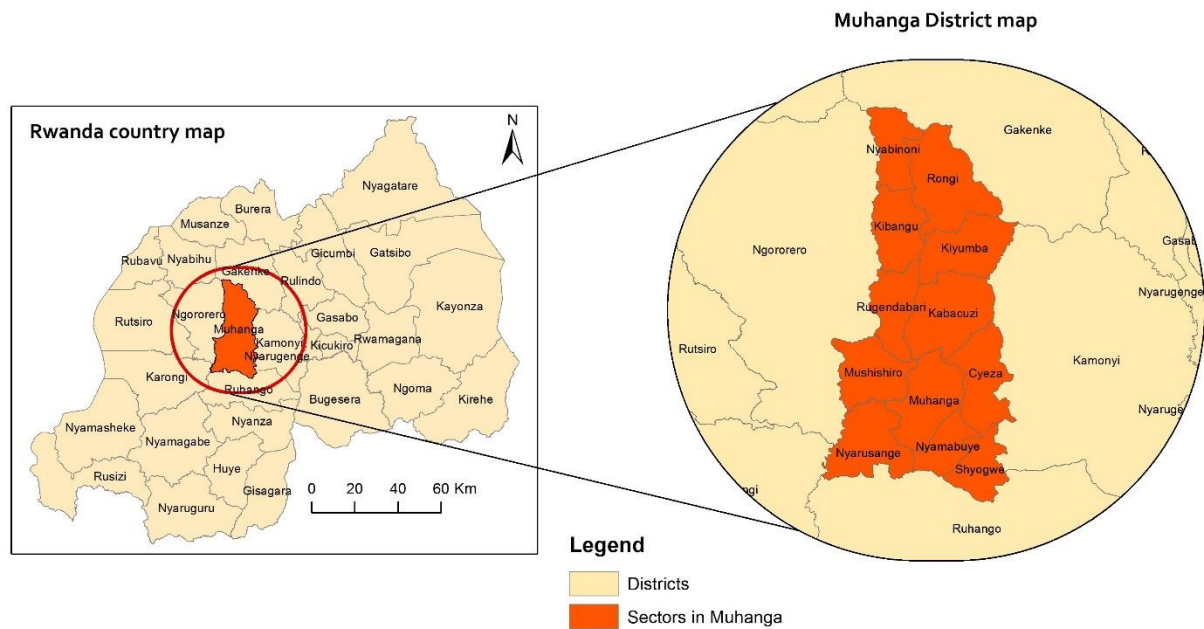 Muhanga District map
Rwanda country map
N
Nyagatare
Burera
Musanze
Gicumbi
Gatsibo
Rubavu
Nyabihu
Gakenke
Rulindo
Kayonza
Rutsiro
Ngororero
Muhanga
Gasabo
Kamonyi
Kicukiro
Rwamagana
Nyarugenge
Karongi
Ruhango
Bugesera
Ngoma
Kirehe
Nyamasheke
Nyamagabe
Nyanza
Rusizi
Huye
Gisagara
Nyaruguru
0 20 40 60 Km
Gakenke
Nyabinoni
Rongi
Ngororero
Kibangu
Kiyumba
Gasab
Nyarugenge
Rugendabari
Kabacuzi
Rutsiro
Kamonyi
Mushishiro
Cyeza
Muhanga
Nyaruge
Nyarusange
Nyamabuye
Shyogwe
ngi
Ruhango
Legend
Districts
Sectors in Muhanga